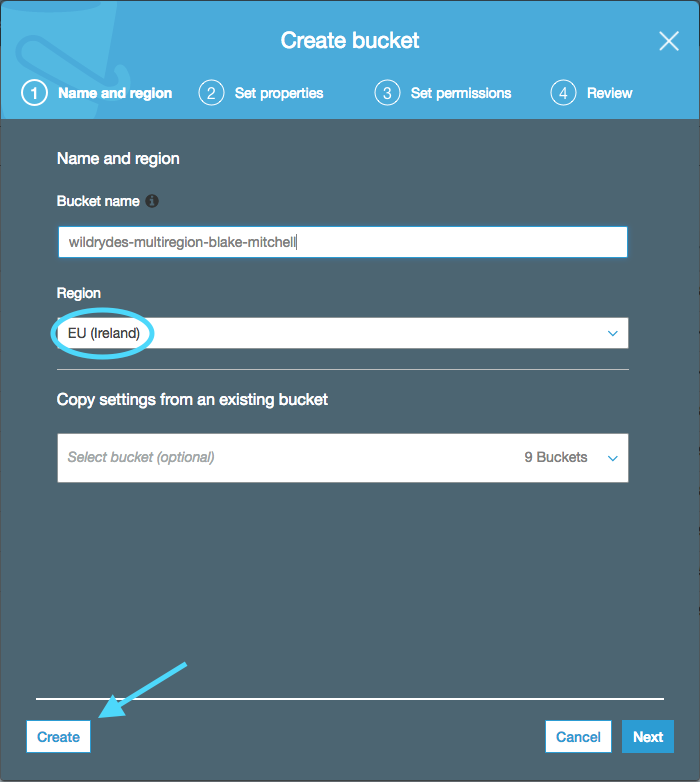 Create bucket
1 Name and region 2 Set properties 3 Set permissions 4 Review
Name and region
Bucket name
wildrydes-multiregion-blake-mitchell
Region
EU (Ireland)
Copy settings from an existing bucket
Select bucket (optional) 9 Buckets
Create Cancel Next